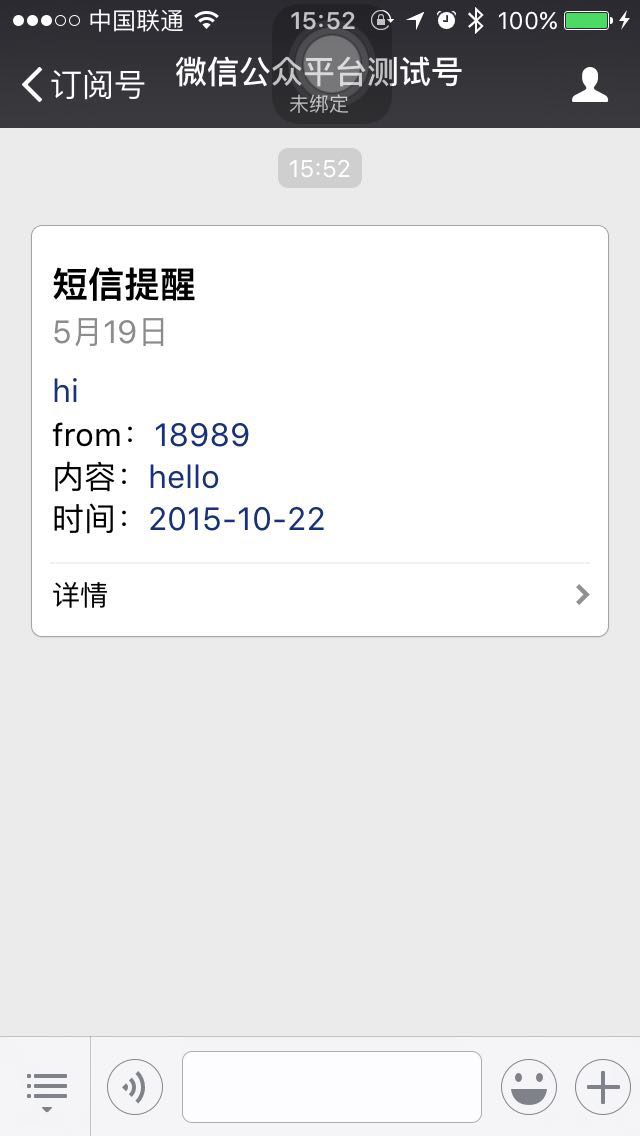 中国联通 15:52 100%
订阅号 微信公众平台测试号
未绑定
15:52
短信提醒
5月19日
hi
from：18989
内容：hello
时间：2015-10-22
详情